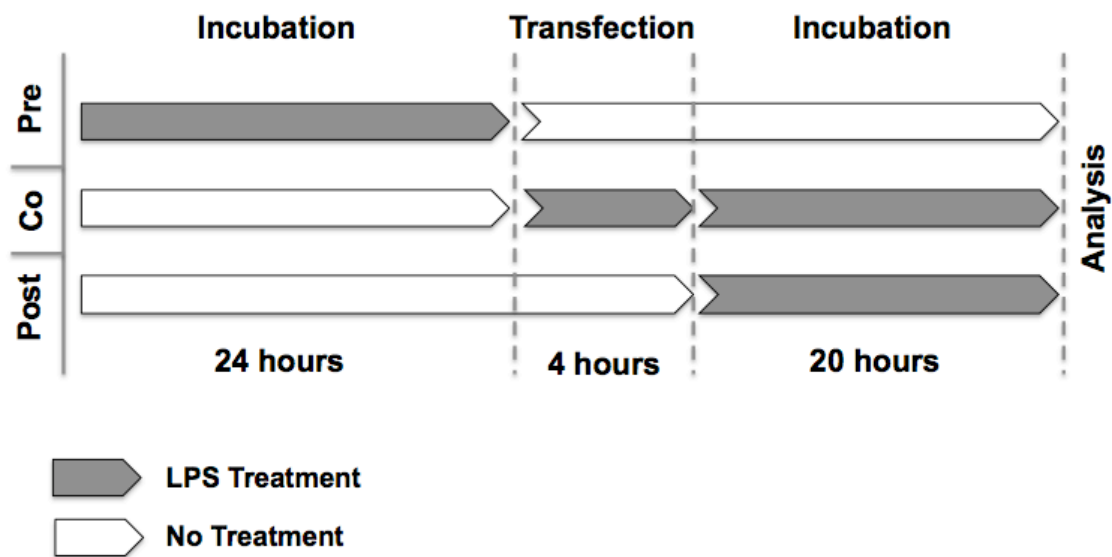 Incubation Transfection Incubation
Pre
Co
Post
Analysis
24 hours 4 hours 20 hours
LPS Treatment
No Treatment